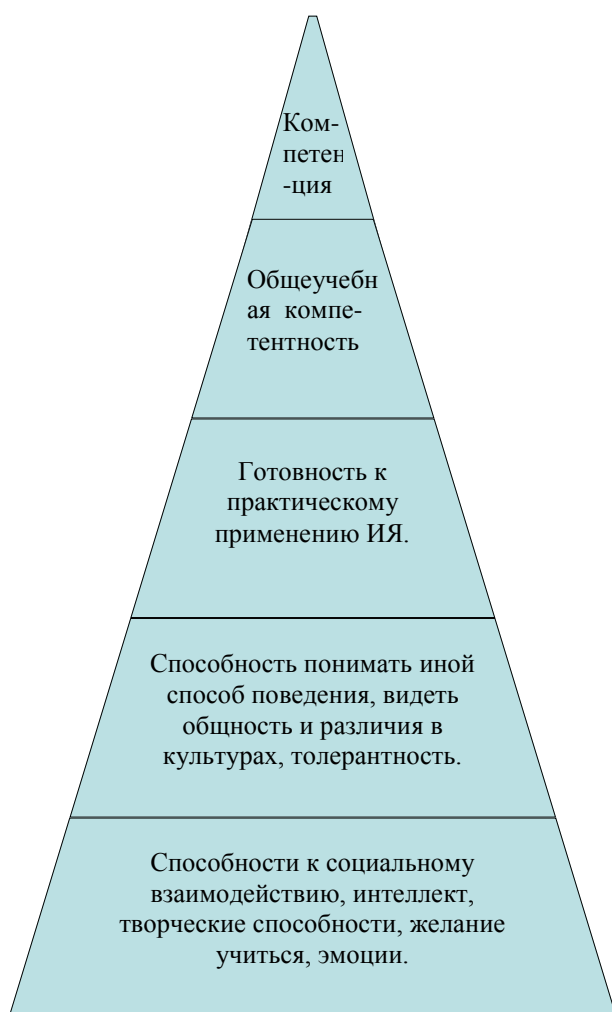 Ком-
петен
-ция
Общеучебн
ая компе-
тентность
Готовность к
практическому
применению ИЯ.
Способность понимать иной
способ поведения, видеть
общность и различия в
культурах, толерантность.
Способности к социальному
взаимодействию, интеллект,
творческие способности, желание
учиться, эмоции.